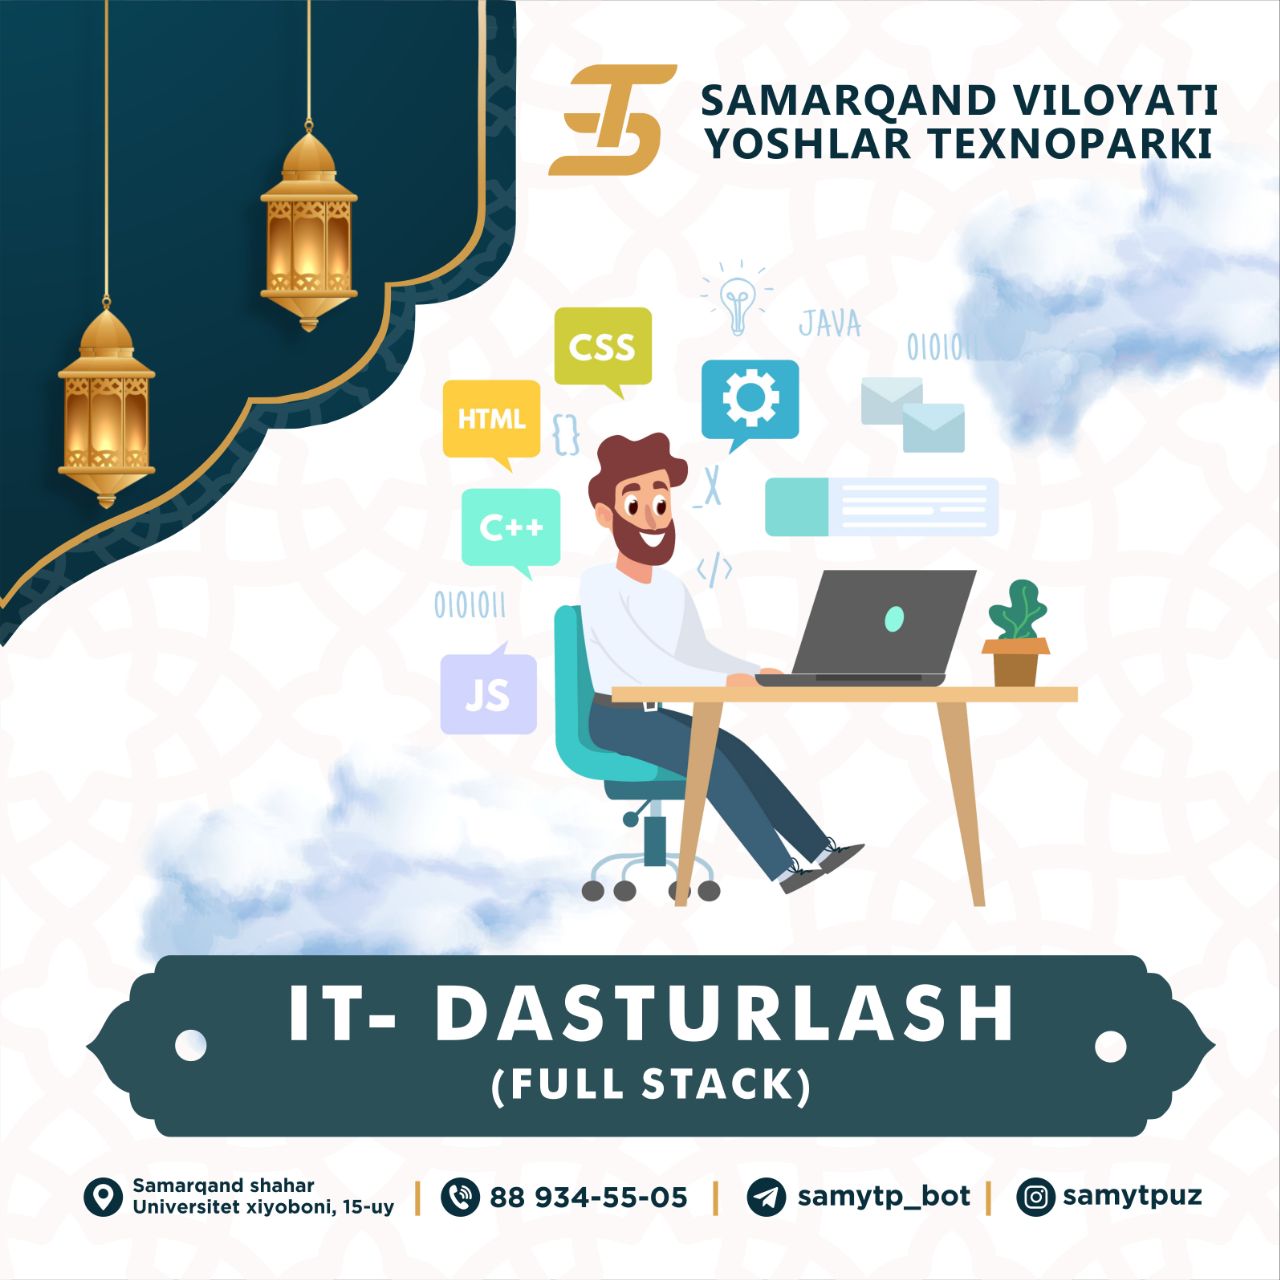 SAMARQAND VILOYATI
YOSHLAR TEXNOPARKI
JAVA
0101011
CSS
HTML
{}
C++
_X
</>
0101011
JS
IT- DASTURLASH
(FULL STACK)
Samarqand shahar
Universitet xiyoboni, 15-uy
88 934-55-05
samytp_bot
samytpuz